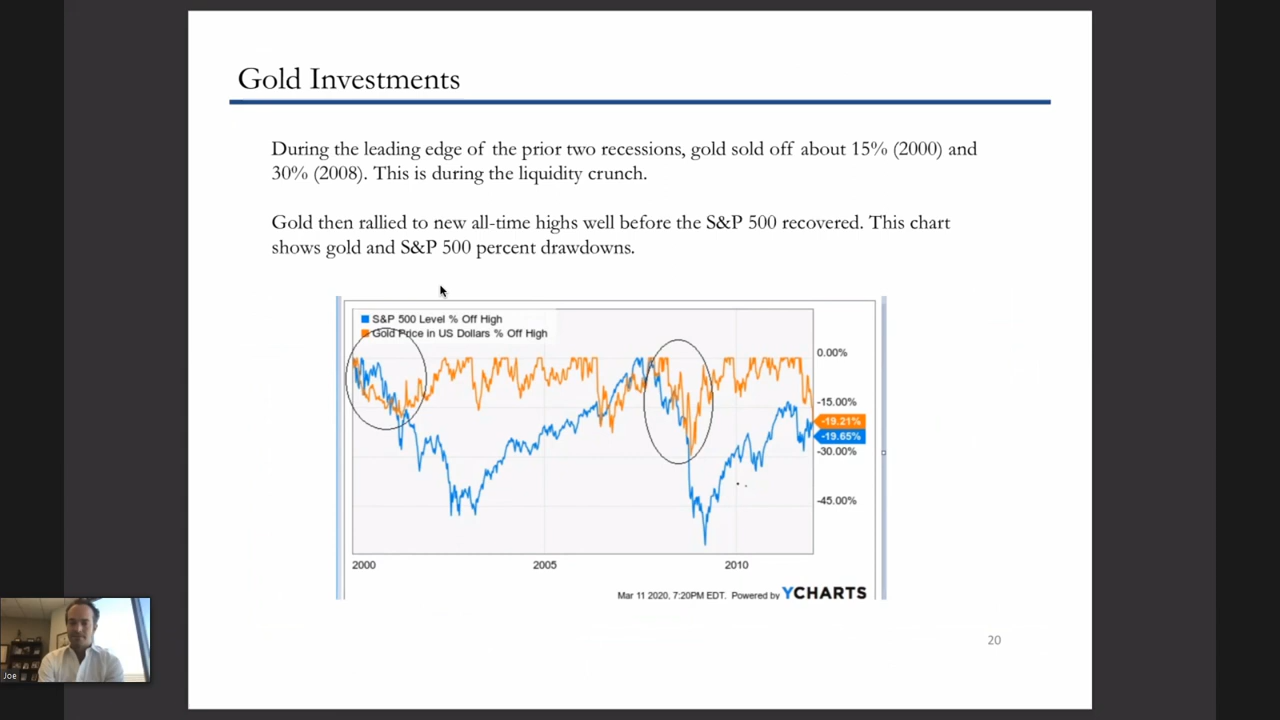 Gold Investments
During the leading edge of the prior two recessions, gold sold off about 15% (2000) and
30% (2008). This is during the liquidity crunch.
Gold then rallied to new all-time highs well before the S&P 500 recovered. This chart
shows gold and S&P 500 percent drawdowns.
S&P 500 Level % Off High
Gold Price in US Dollars % Off High
0.00%
-15.00%
-19.21%
-19.65%
-30.00%
-45.00%
2000 2005 2010
Mar 11 2020, 7:20PM EDT. Powered by YCHARTS
20
Joe